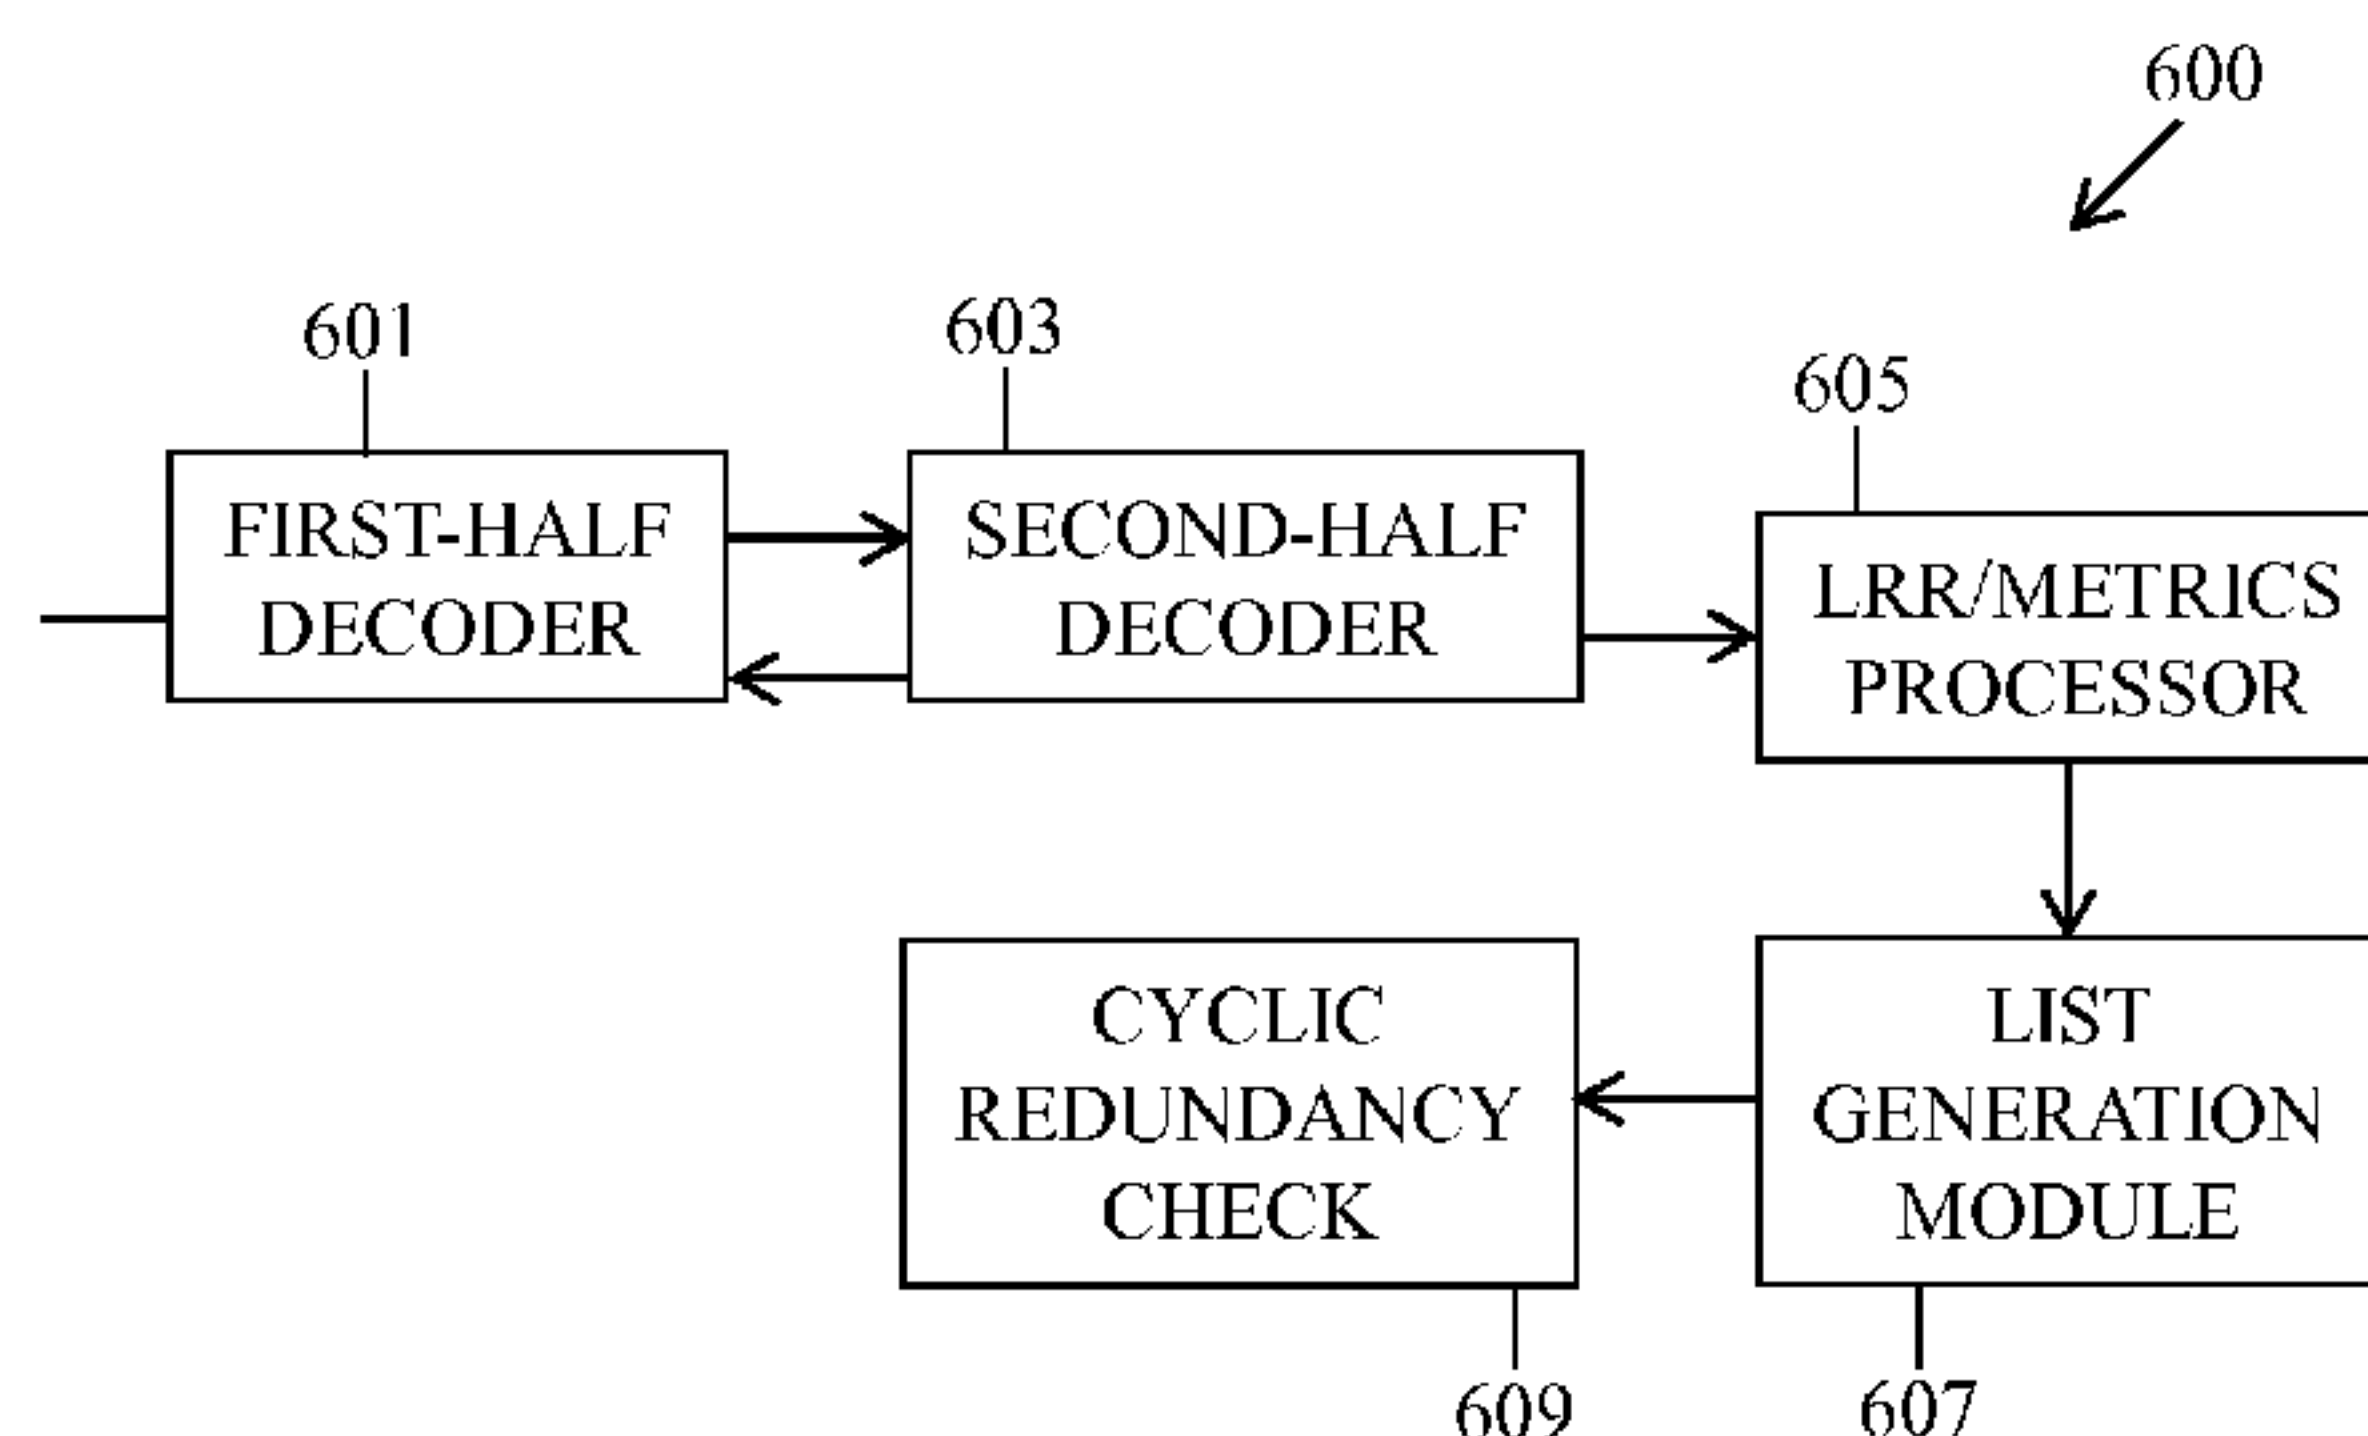 600
601
603
605
FIRST-HALF
DECODER
SECOND-HALF
DECODER
LRR/METRICS
PROCESSOR
CYCLIC
REDUNDANCY
CHECK
LIST
GENERATION
MODULE
609
607